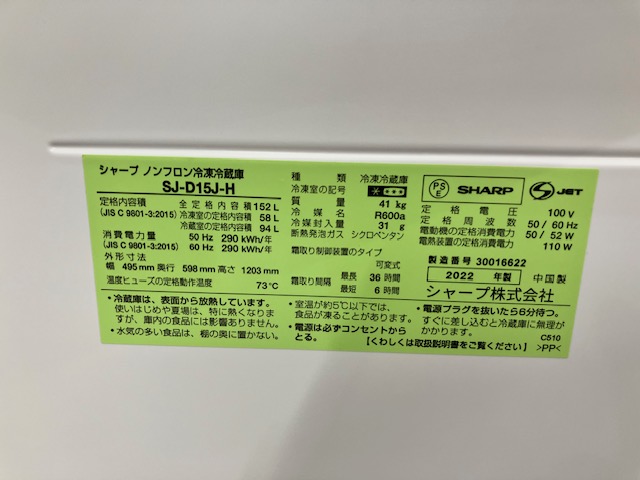 シャープ ノンフロン冷凍冷蔵庫
SJ-D15J-H
定格内容積 全定格内容積 152 L
(JIS C 9801-3:2015) 冷凍室の定格内容積 58 L
冷蔵室の定格内容積 94 L
消費電力量 50 Hz 290 kWh/年
(JIS C 9801-3:2015) 60 Hz 290 kWh/年
外形寸法
幅 495 mm 奥行 598 mm 高さ 1203 mm
温度ヒューズの定格動作温度 73℃
●冷蔵庫は、表面から放熱しています。
使いはじめや夏場は、特に熱くなりま
すが、庫内の食品には影響ありません。
●水気の多い食品は、棚の奥に置かない。
種類 冷凍冷蔵庫
冷凍室の記号
質量 41 kg
冷媒名 R600a
冷媒封入量 31 g
断熱発泡ガス シクロペンタン
霜取り制御装置のタイプ
可変式
霜取り間隔 最長 36 時間
最短 6 時間
●室温が約5℃以下では、
食品が凍ることがあります。
●電源は必ずコンセントから
とる。
PS
E
SHARP
JET
定格電圧 100 V
定格周波数 50 / 60 Hz
電動機の定格消費電力 50 / 52 W
電熱装置の定格消費電力 110 W
製造番号 30016622
2022 年製 中国製
シャープ株式会社
●電源プラグを抜いたら6分待つ。
すぐに差し込むと冷蔵庫に無理が
かかります。
C510
【くわしくは取扱説明書をご覧ください】 >PP<